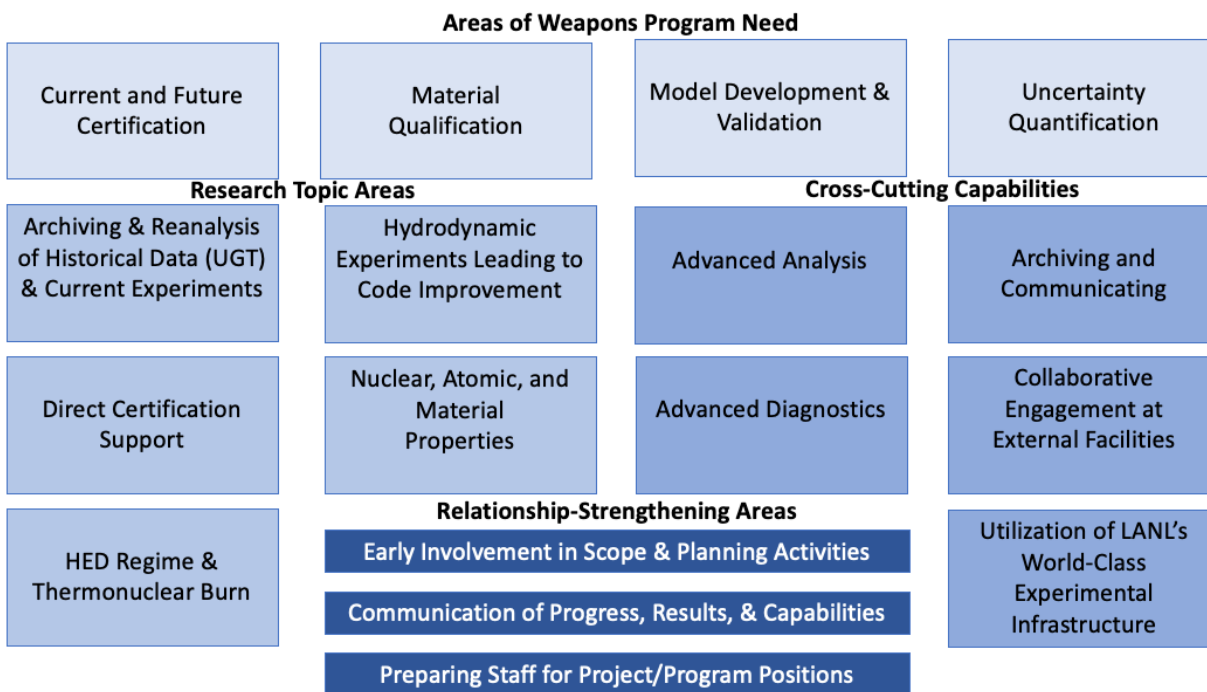 Areas of Weapons Program Need
Current and Future
Certification
Material
Qualification
Model Development &
Validation
Uncertainty
Quantification
Research Topic Areas
Archiving & Reanalysis
of Historical Data (UGT)
& Current Experiments
Hydrodynamic
Experiments Leading to
Code Improvement
Direct Certification
Support
Nuclear, Atomic, and
Material
Properties
HED Regime &
Thermonuclear Burn
Cross-Cutting Capabilities
Advanced Analysis
Archiving and
Communicating
Advanced Diagnostics
Collaborative
Engagement at
External Facilities
Utilization of LANL’s
World-Class
Experimental
Infrastructure
Relationship-Strengthening Areas
Early Involvement in Scope & Planning Activities
Communication of Progress, Results, & Capabilities
Preparing Staff for Project/Program Positions